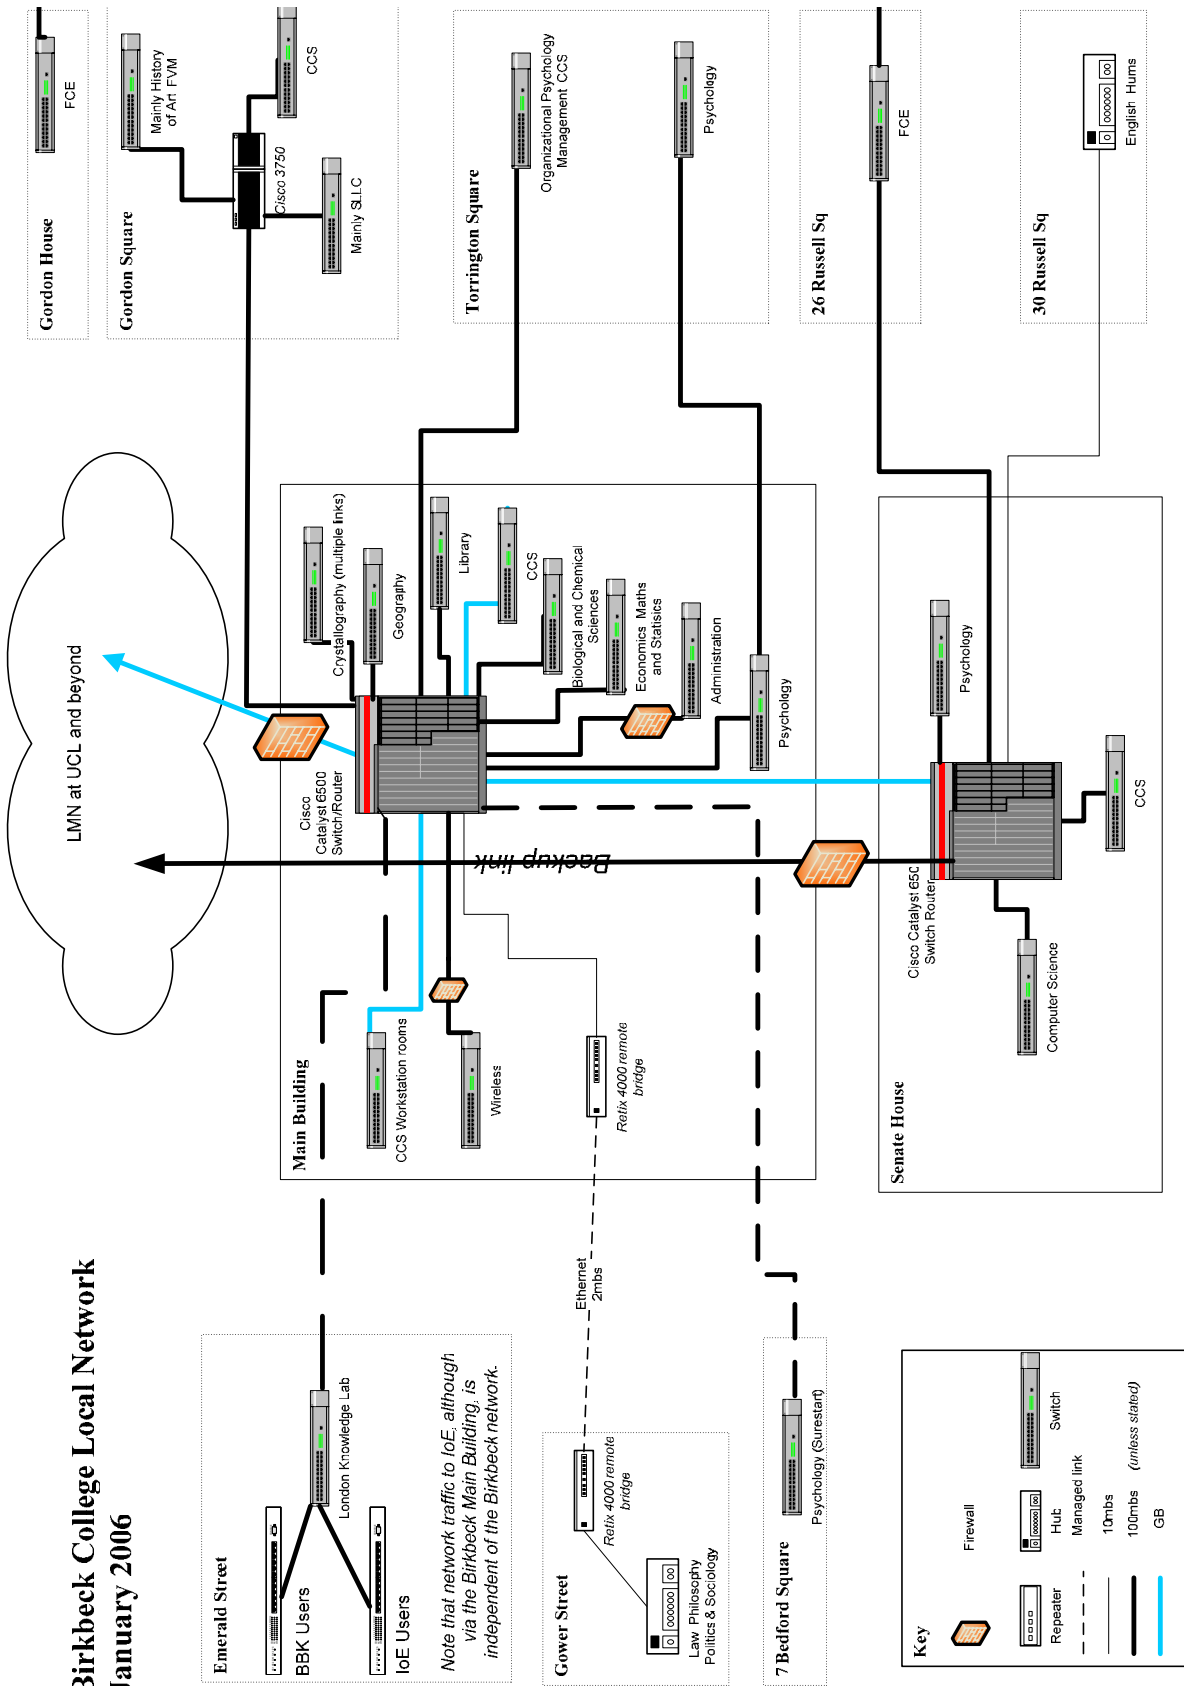 Birkbeck College Local Network
January 2006
Emerald Street
BBK Users
IoE Users
London Knowledge Lab
Note that network traffic to IoE, although
via the Birkbeck Main Building, is
independent of the Birkbeck network.
Gower Street
Retix 4000 remote
bridge
Law Philosophy
Politics & Sociology
7 Bedford Square
Psychology (Surestart)
Key
Firewall
Repeater
Hub
Switch
Managed link
10mbs
100mbs
(unless stated)
GB
Ethernet
2mbs
LMN at UCL and beyond
Main Building
Cisco
Catalyst 6500
Switch/Router
CCS Workstation rooms
Wireless
Retix 4000 remote
bridge
Backup link
Crystallography (multiple links)
Geography
Library
CCS
Biological and Chemical
Sciences
Economics Maths
and Statisics
Administration
Psychology
Senate House
Cisco Catalyst 650
Switch Router
Computer Science
Psychology
CCS
Gordon House
FCE
Gordon Square
Mainly History
of Art FVM
CCS
Cisco 3750
Mainly SLLC
Torrington Square
Organizational Psychology
Management CCS
Psychology
26 Russell Sq
FCE
30 Russell Sq
English Hums